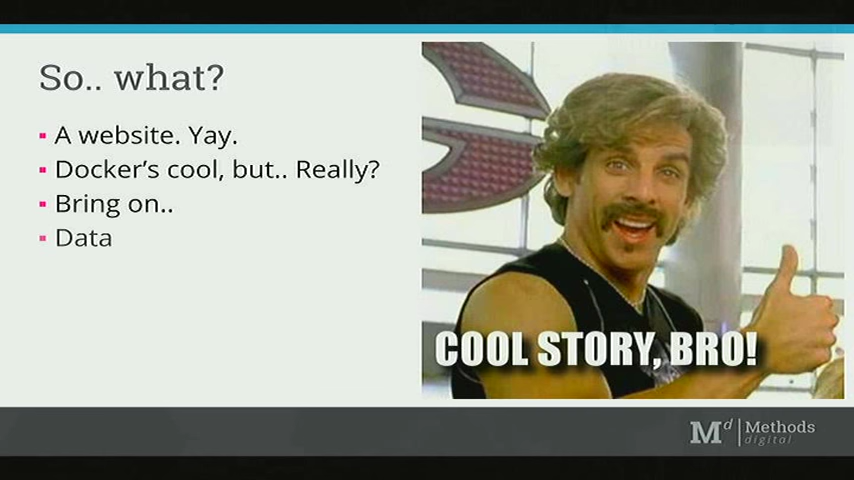 So.. what?
A website. Yay.
Docker’s cool, but.. Really?
Bring on..
Data
COOL STORY, BRO!
Md Methods
digital